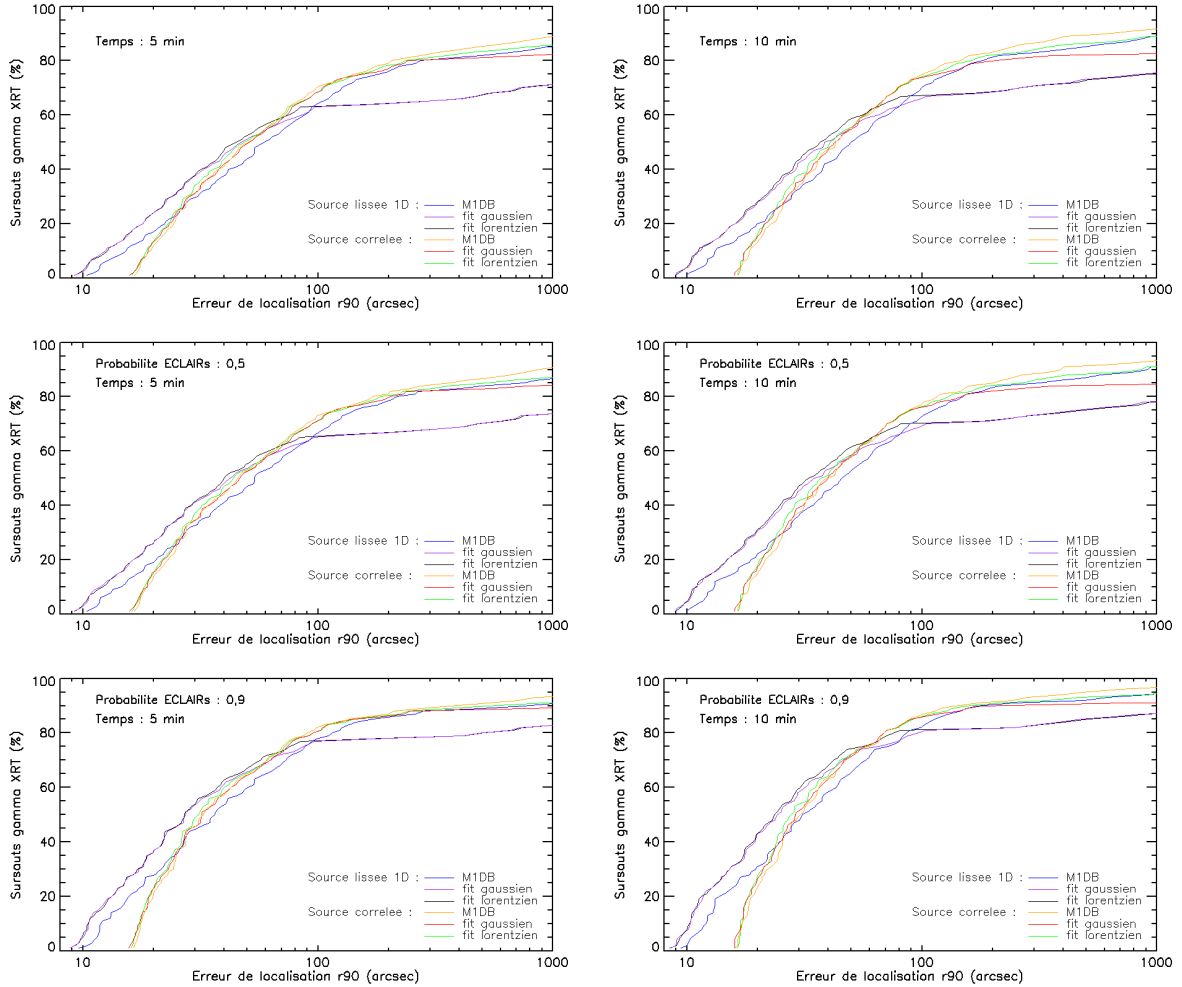 Temps : 5 min
Sursauts gamma XRT (%)
100
80
60
40
20
0
Source lissee 1D : M1DB
fit gaussien
fit lorentzien
Source correlee : M1DB
fit gaussien
fit lorentzien
10 100 1000
Erreur de localisation r90 (arcsec)
Temps : 10 min
Sursauts gamma XRT (%)
100
80
60
40
20
0
Source lissee 1D : M1DB
fit gaussien
fit lorentzien
Source correlee : M1DB
fit gaussien
fit lorentzien
10 100 1000
Erreur de localisation r90 (arcsec)
Probabilite ECLAIRs : 0,5
Temps : 5 min
Sursauts gamma XRT (%)
100
80
60
40
20
0
Source lissee 1D : M1DB
fit gaussien
fit lorentzien
Source correlee : M1DB
fit gaussien
fit lorentzien
10 100 1000
Erreur de localisation r90 (arcsec)
Probabilite ECLAIRs : 0,5
Temps : 10 min
Sursauts gamma XRT (%)
100
80
60
40
20
0
Source lissee 1D : M1DB
fit gaussien
fit lorentzien
Source correlee : M1DB
fit gaussien
fit lorentzien
10 100 1000
Erreur de localisation r90 (arcsec)
Probabilite ECLAIRs : 0,9
Temps : 5 min
Sursauts gamma XRT (%)
100
80
60
40
20
0
Source lissee 1D : M1DB
fit gaussien
fit lorentzien
Source correlee : M1DB
fit gaussien
fit lorentzien
10 100 1000
Erreur de localisation r90 (arcsec)
Probabilite ECLAIRs : 0,9
Temps : 10 min
Sursauts gamma XRT (%)
100
80
60
40
20
0
Source lissee 1D : M1DB
fit gaussien
fit lorentzien
Source correlee : M1DB
fit gaussien
fit lorentzien
10 100 1000
Erreur de localisation r90 (arcsec)